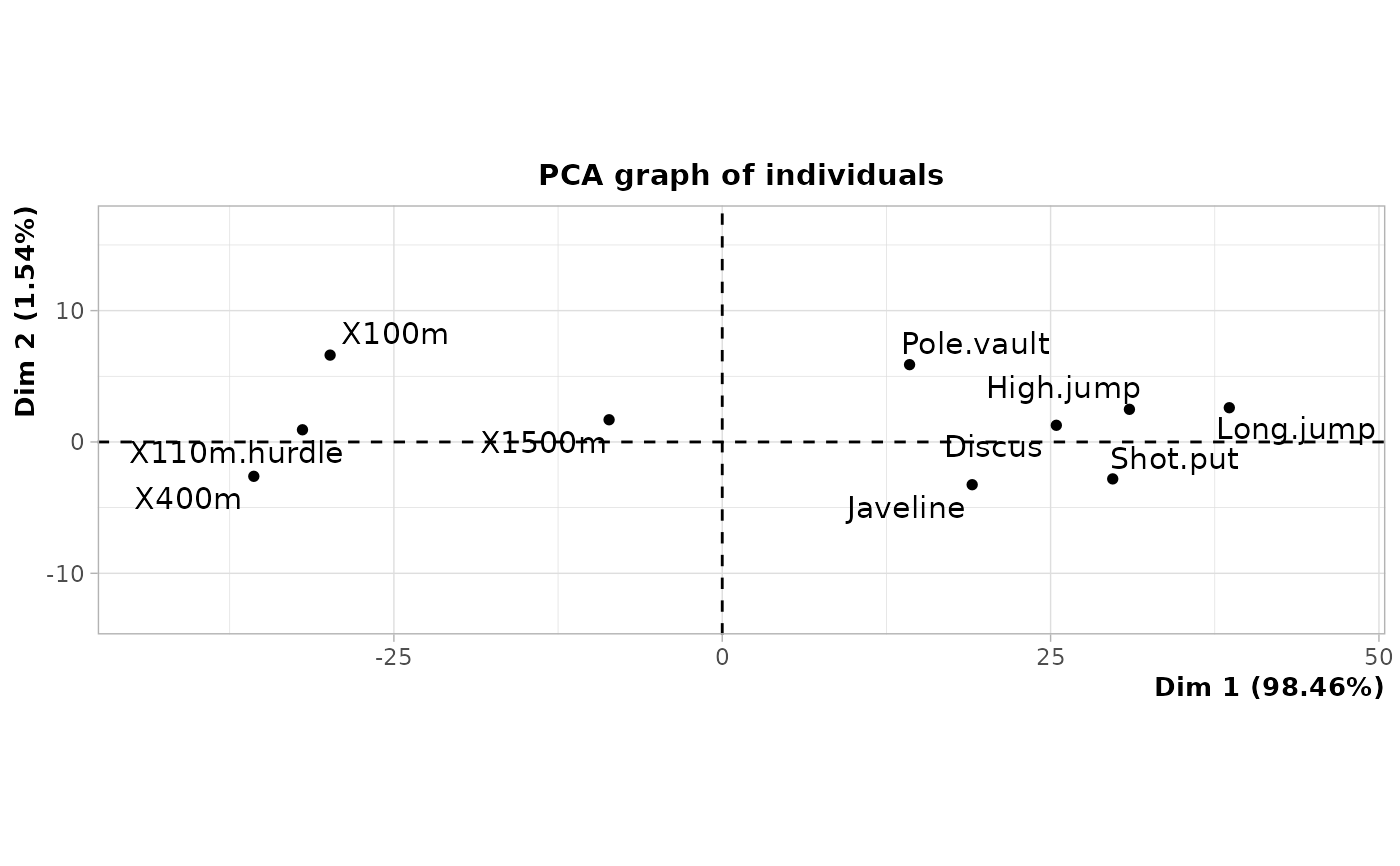 PCA graph of individuals
Dim 2 (1.54%)
10
0
-10
X100m
X1500m
X110m.hurdle
X400m
Pole.vault
High.jump
Long.jump
Discus
Shot.put
Javeline
-25
0
25
50
Dim 1 (98.46%)